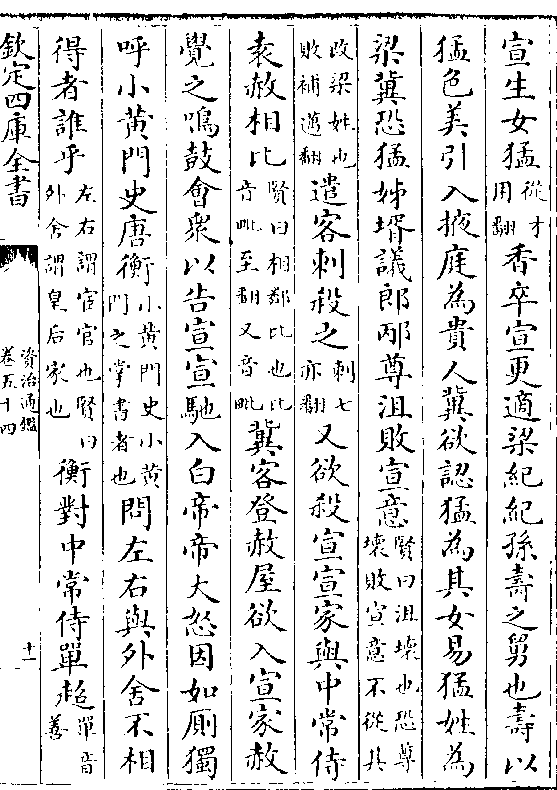 宣生女猛從才用翻香卒宣更適梁紀紀孫壽之舅也壽以
猛色美引入掖庭為貴人冀欲認猛為其女易猛姓為
梁冀恐猛姊壻議郎邴尊沮敗宣意賢曰沮壞也恐尊壞敗宣意不從其
改梁姓也敗補邁翻遣客刺殺之刺七亦翻又欲殺宣宣家與中常侍
袁赦相比賢曰相鄰比也比音毗至翻又音毗冀客登赦屋欲入宣家赦
覺之鳴鼓會衆以告宣宣馳入白帝帝大怒因如厠獨
呼小黄門史唐衡小黄門史小黄門之掌書者也問左右與外舍不相
得者誰乎左右謂宦官也賢曰外舍謂皇后家也衡對中常侍單超單音善
欽定四庫全書
資治通鑑
卷五十四
十一